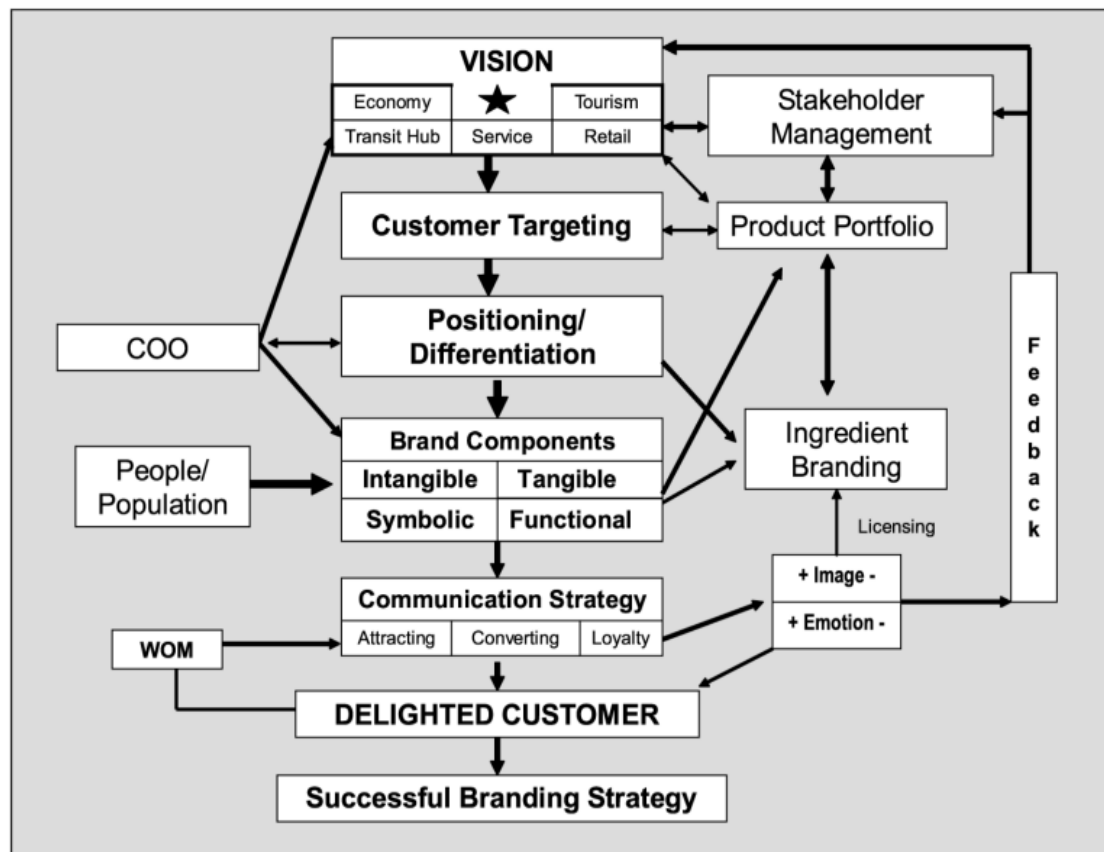 VISION
Economy
Tourism
Transit Hub
Service
Retail
Stakeholder
Management
Customer Targeting
Product Portfolio
Positioning/
Differentiation
COO
Brand Components
Intangible
Tangible
Symbolic
Functional
People/
Population
Ingredient
Branding
Feedback
Licensing
+ Image -
+ Emotion -
Communication Strategy
Attracting
Converting
Loyalty
WOM
DELIGHTED CUSTOMER
Successful Branding Strategy